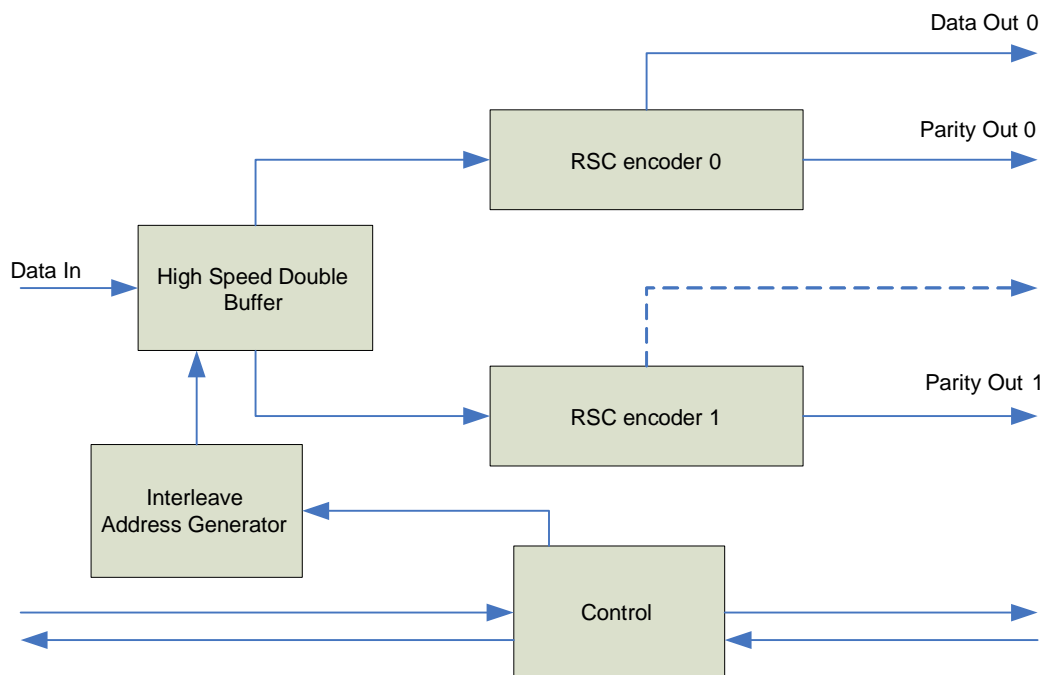 Data Out 0
Parity Out 0
RSC encoder 0
Data In
High Speed Double
Buffer
Parity Out 1
RSC encoder 1
Interleave
Address Generator
Control